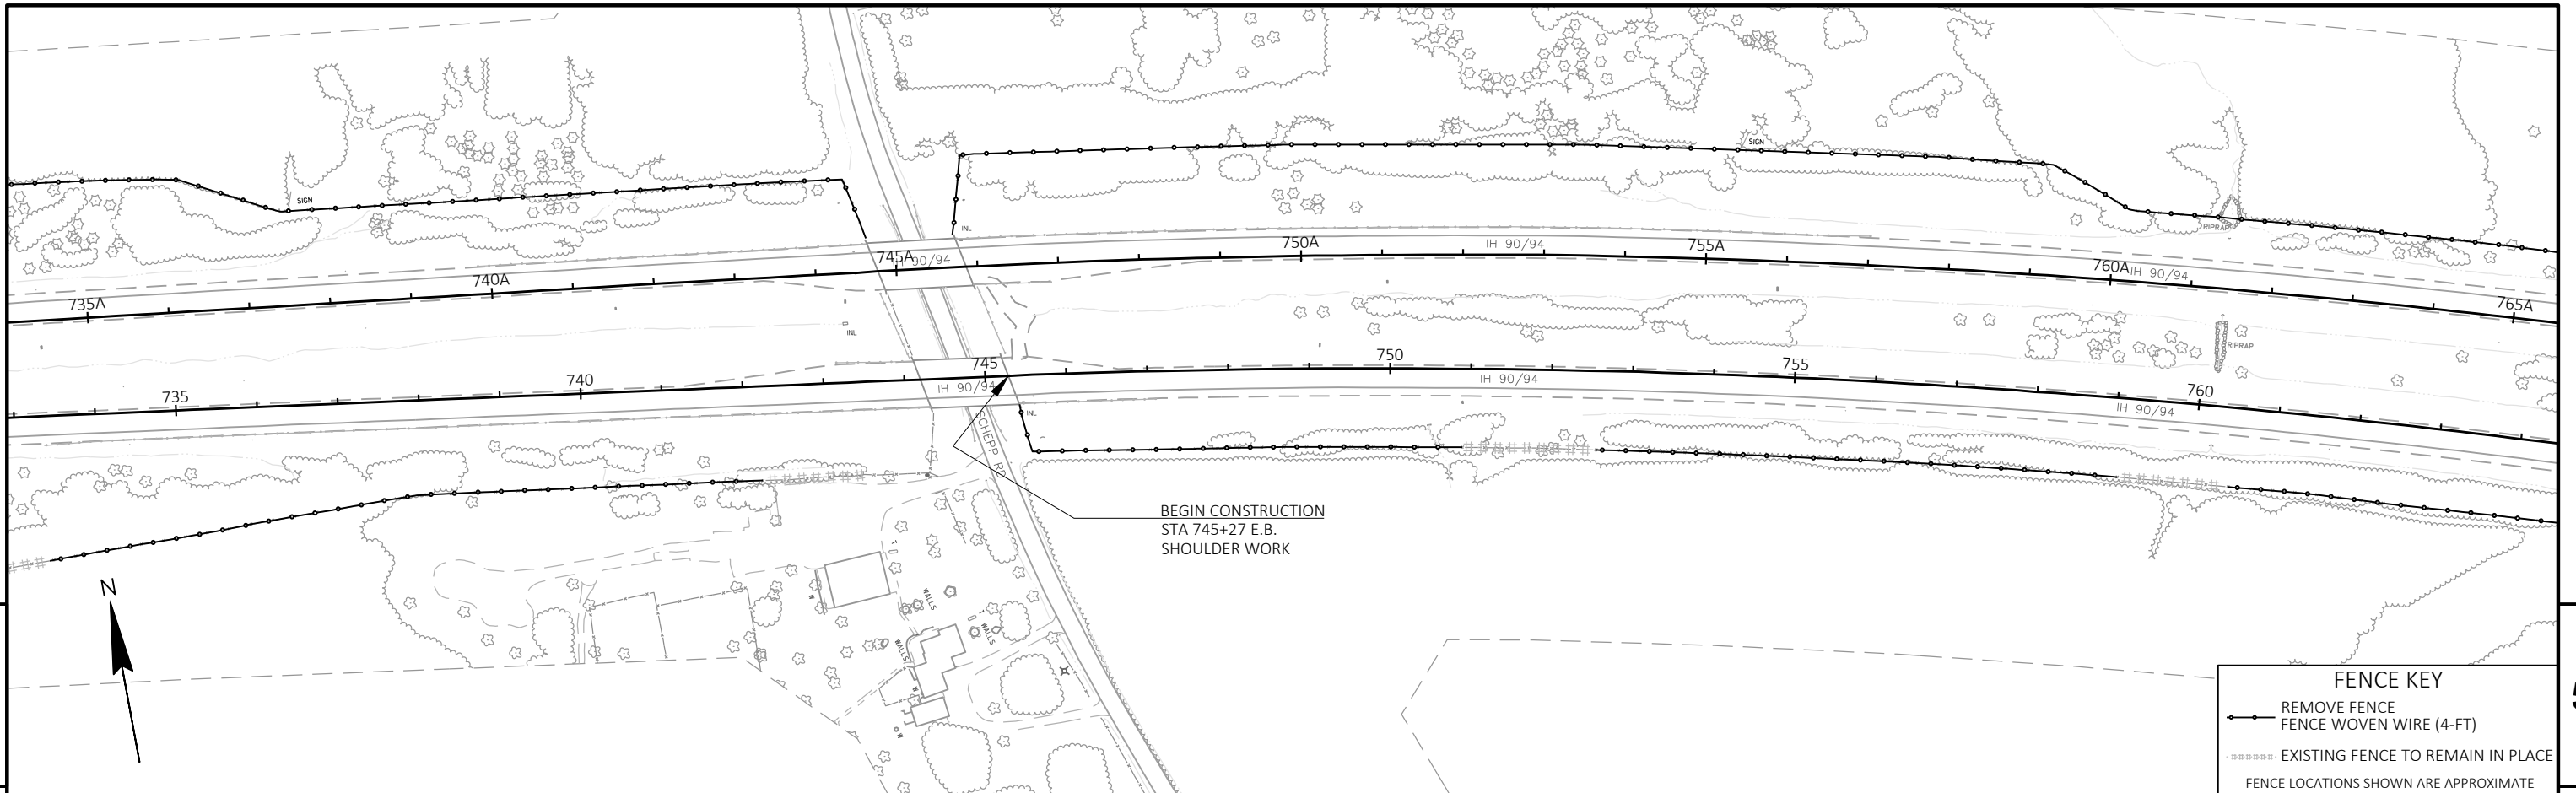 SIGN
SIGN
INL
RIPRAP
735A
740A
745A
90/94
750A
IH 90/94
755A
760A
IH 90/94
765A
INL
RIPRAP
735
740
745
IH 90/94
750
IH 90/94
755
IH 90/94
760
INL
SCHEPP RD
BEGIN CONSTRUCTION
STA 745+27 E.B.
SHOULDER WORK
N
T
W
WALLS
T
WALLS
WALLS
W
OW
FENCE KEY
REMOVE FENCE
FENCE WOVEN WIRE (4-FT)
EXISTING FENCE TO REMAIN IN PLACE
FENCE LOCATIONS SHOWN ARE APPROXIMATE